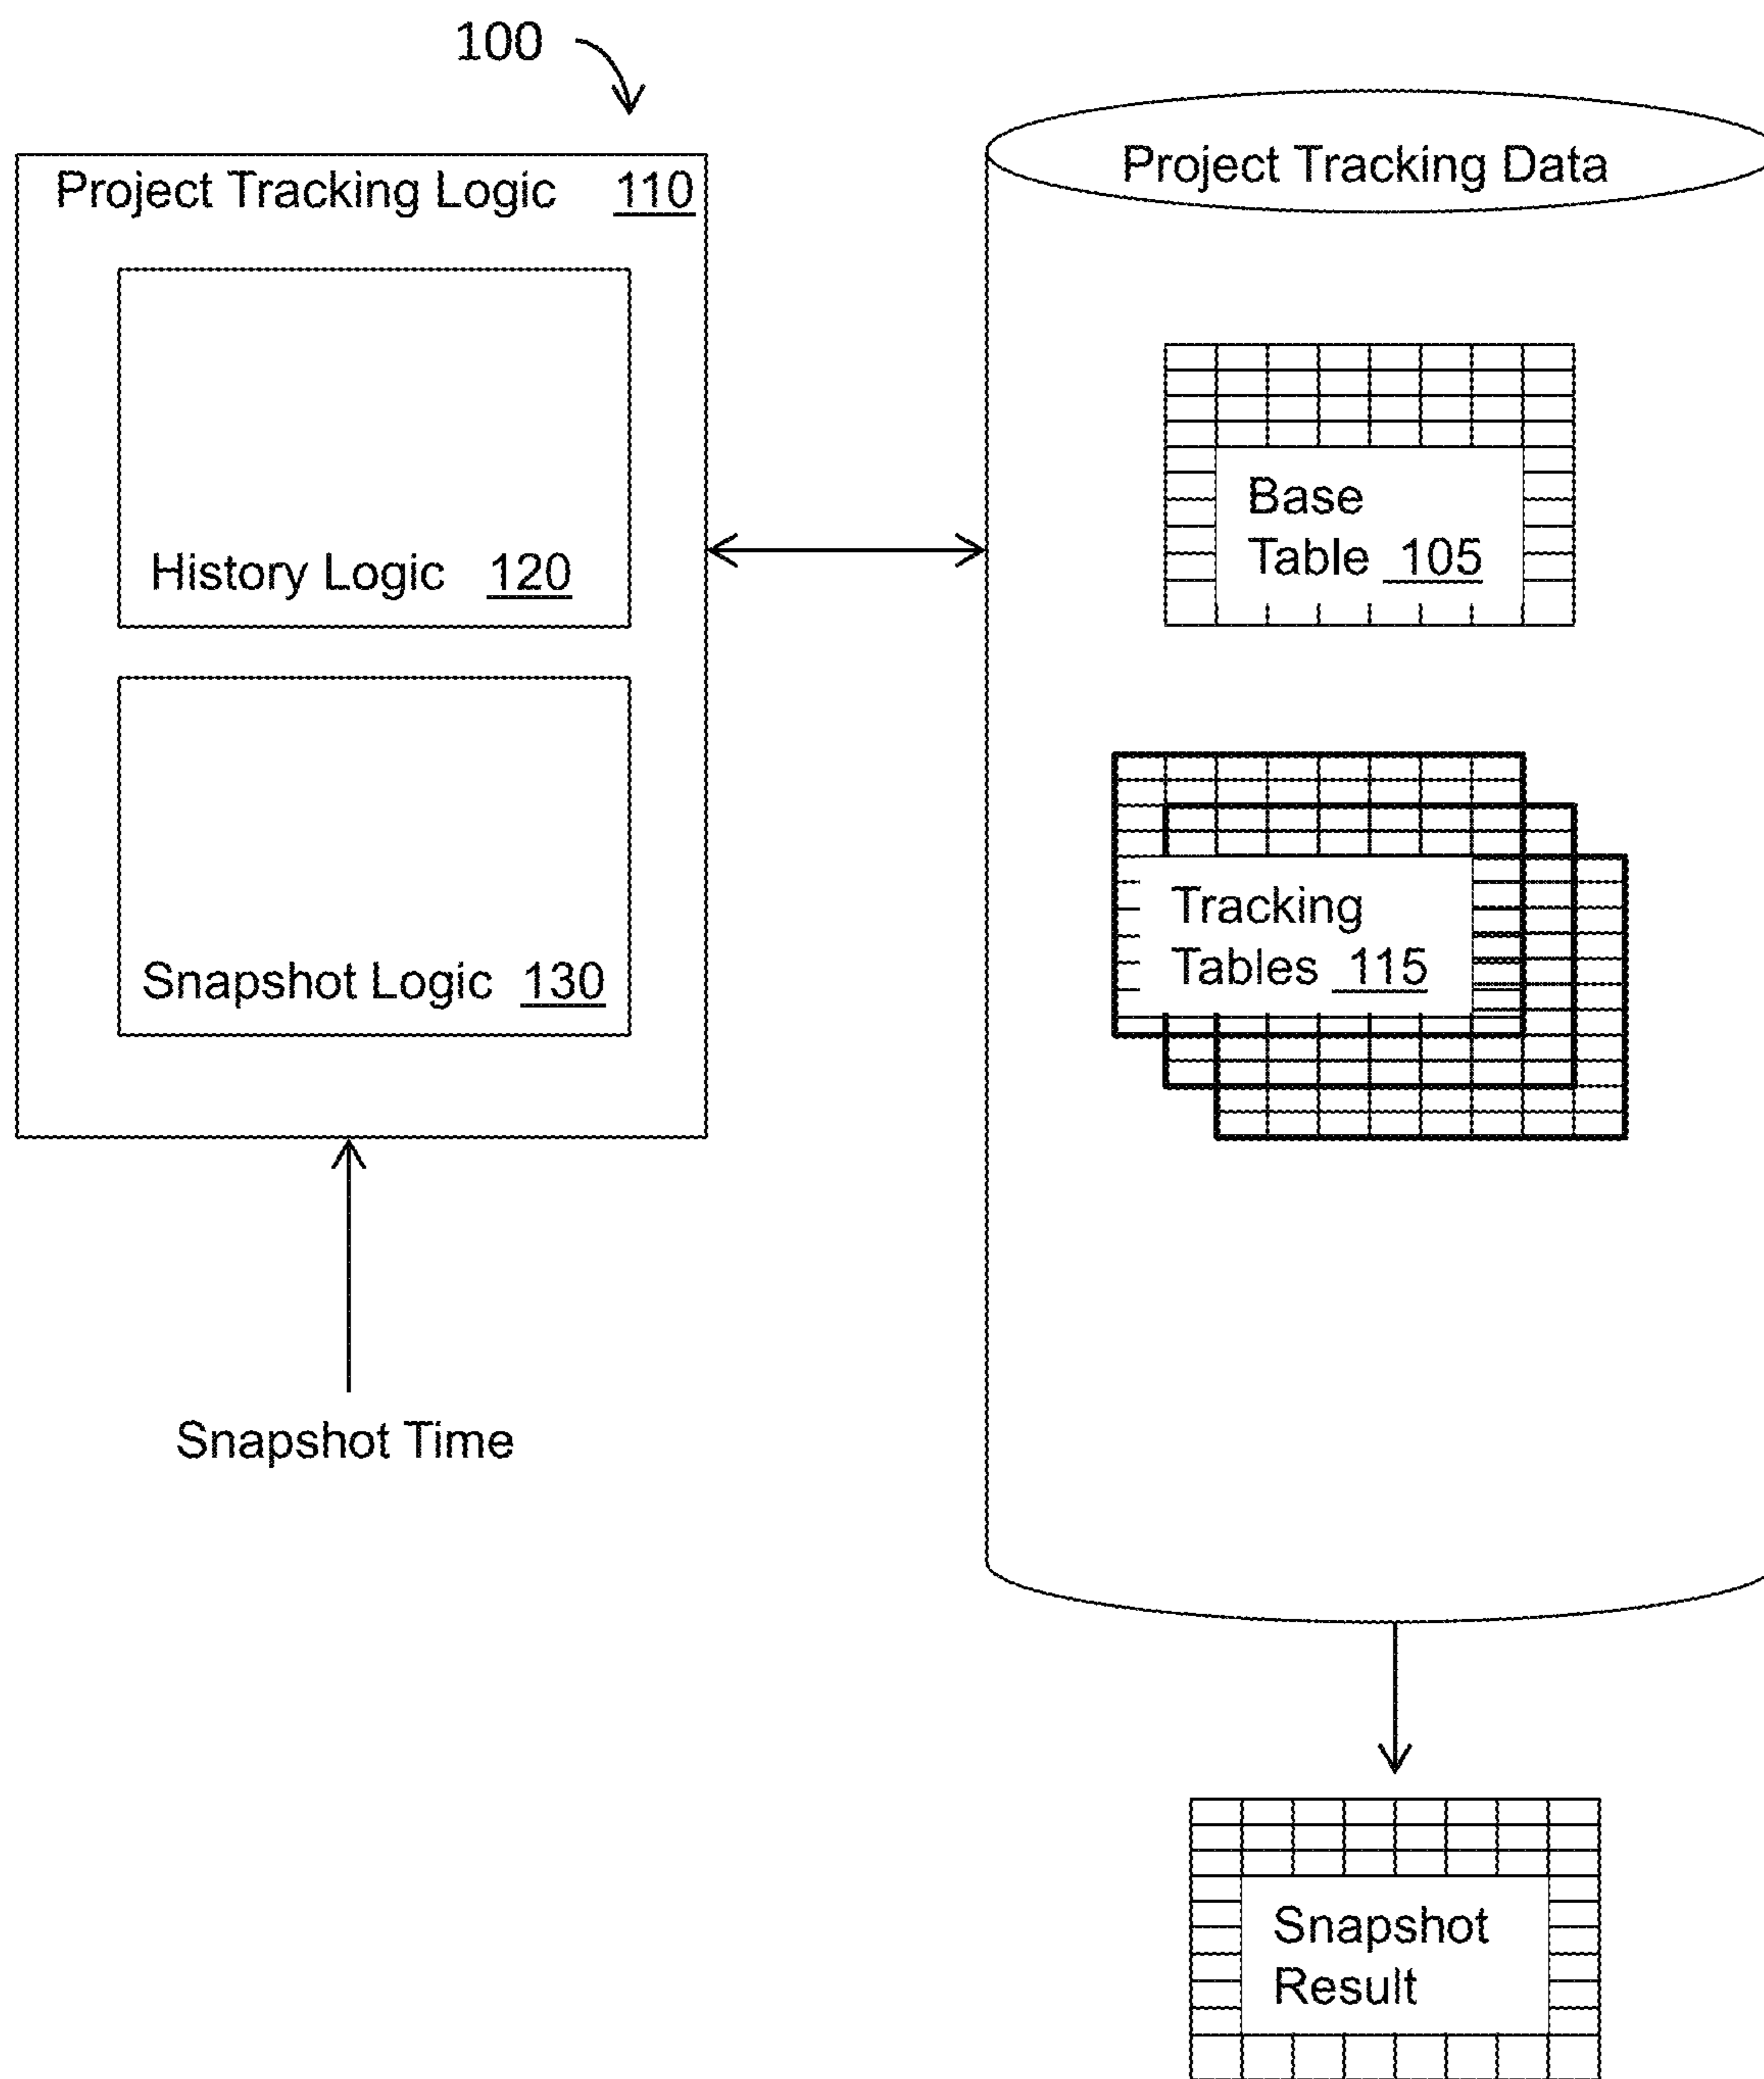 100
Project Tracking Logic 110
History Logic 120
Snapshot Logic 130
Snapshot Time
Project Tracking Data
Base
Table 105
Tracking
Tables 115
Snapshot
Result